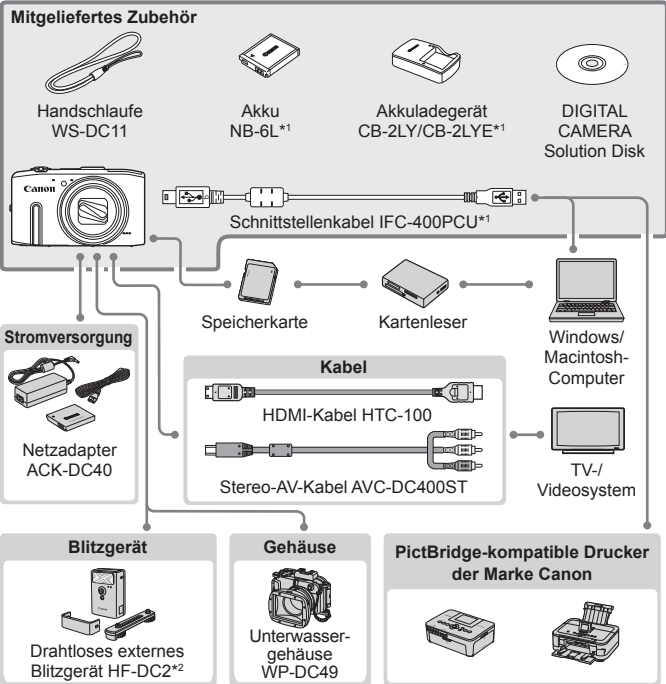 Mitgeliefertes Zubehör
Handschlaufe
WS-DC11
Akku
NB-6L*1
Akkuladegerät
CB-2LY/CB-2LYE*1
DIGITAL
CAMERA
Solution Disk
Canon
Schnittstellenkabel IFC-400PCU*1
Speicherkarte
Kartenleser
Windows/
Macintosh-
Computer
Stromversorgung
Netzadapter
ACK-DC40
Kabel
HDMI-Kabel HTC-100
Stereo-AV-Kabel AVC-DC400ST
TV-/
Videosystem
Blitzgerät
Drahtloses externes
Blitzgerät HF-DC2*2
Gehäuse
Unterwasser-
gehäuse
WP-DC49
PictBridge-kompatible Drucker
der Marke Canon